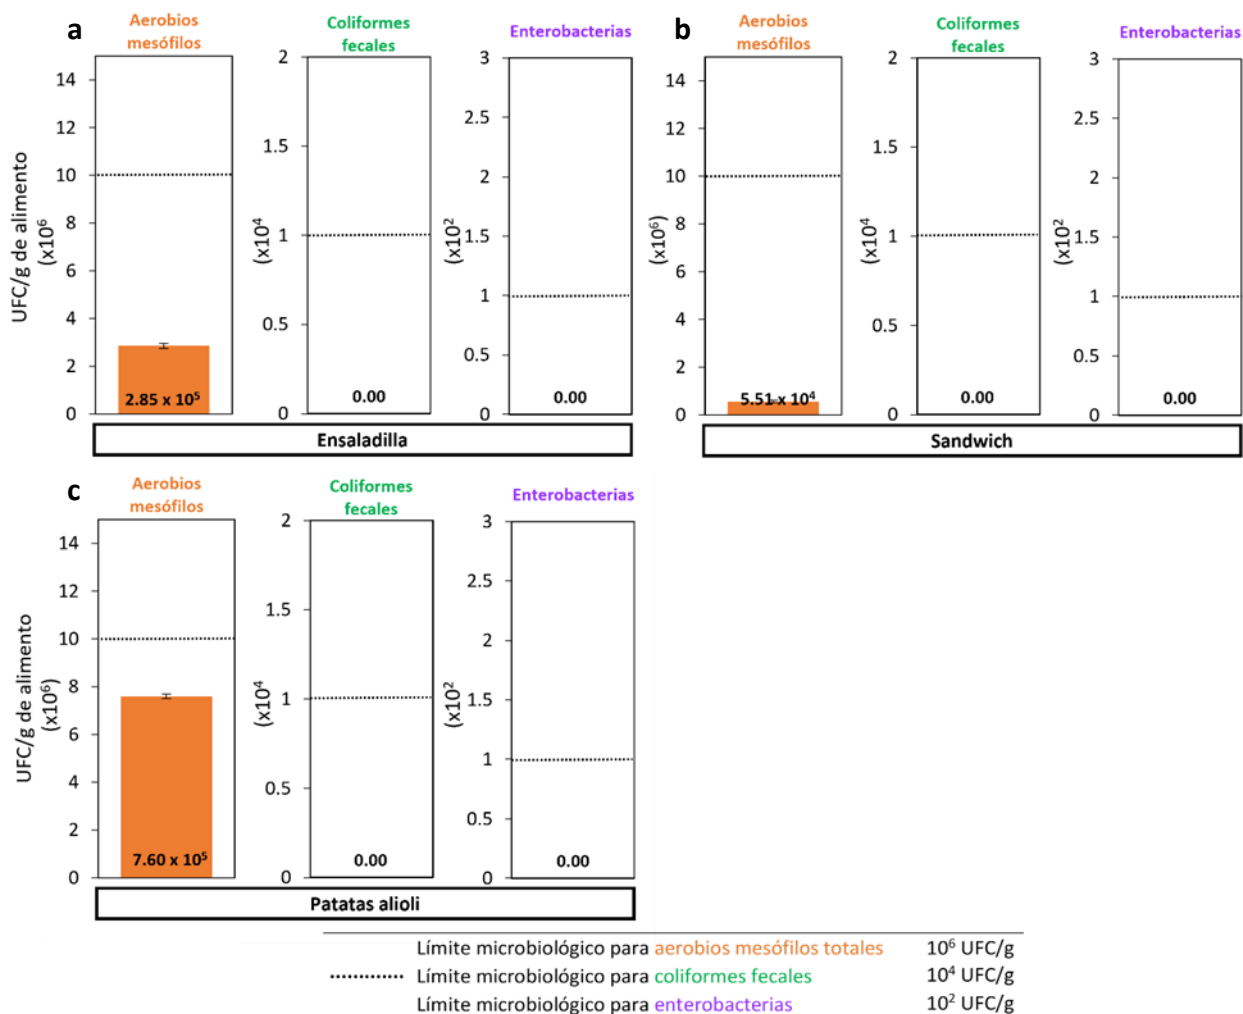 a
Aerobios
mesófilos
Coliformes
fecales
Enterobacterias
UFC/g de alimento
(x10⁶
14
12
10
8
6
4
2
0
2.85 x 10⁵
(x10⁴
2
1.5
1
0.5
0
0.00
(x10²
3
2.5
2
1.5
1
0.5
0
0.00
Ensaladilla
b
Aerobios
mesófilos
Coliformes
fecales
Enterobacterias
(x10⁶)
14
12
10
8
6
4
2
0
5.51 x 10⁴
(x10⁴
2
1.5
1
0.5
0
0.00
(x10²
3
2.5
2
1.5
1
0.5
0
0.00
Sandwich
c
Aerobios
mesófilos
Coliformes
fecales
Enterobacterias
UFC/g de alimento
(x10⁶)
14
12
10
8
6
4
2
0
7.60 x 10⁵
(x10⁴
2
1.5
1
0.5
0
0.00
(x10²
3
2.5
2
1.5
1
0.5
0
0.00
Patatas alioli
Límite microbiológico para aerobios mesófilos totales 10⁶ UFC/g
Límite microbiológico para coliformes fecales 10⁴ UFC/g
Límite microbiológico para enterobacterias 10² UFC/g